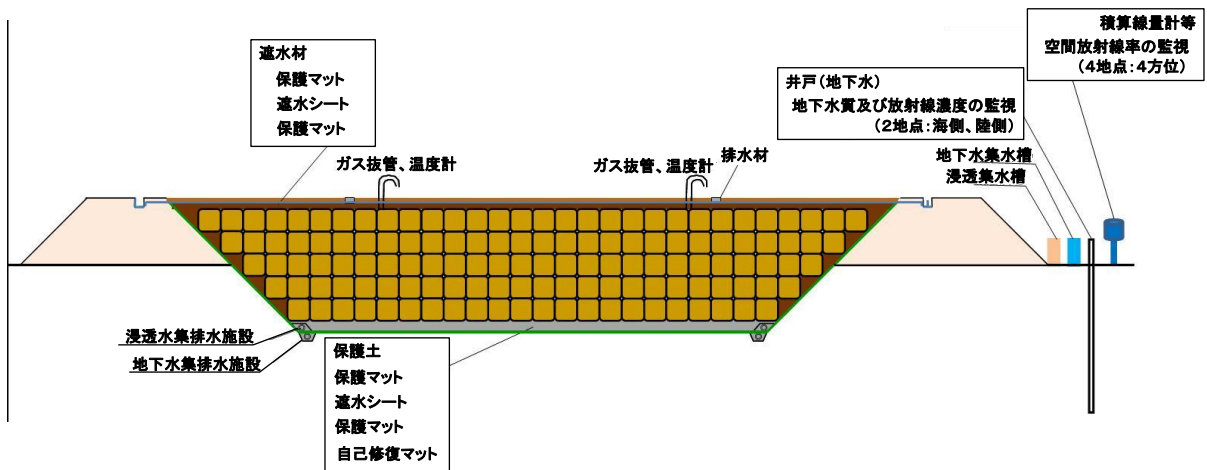 積算線量計等
空間放射線率の監視
(4地点:4方位)
遮水材
保護マット
遮水シート
保護マット
井戸(地下水)
地下水質及び放射線濃度の監視
(2地点:海側、陸側)
ガス抜管、温度計
ガス抜管、温度計
排水材
地下水集水槽
浸透集水槽
浸透水集排水施設
地下水集排水施設
保護土
保護マット
遮水シート
保護マット
自己修復マット